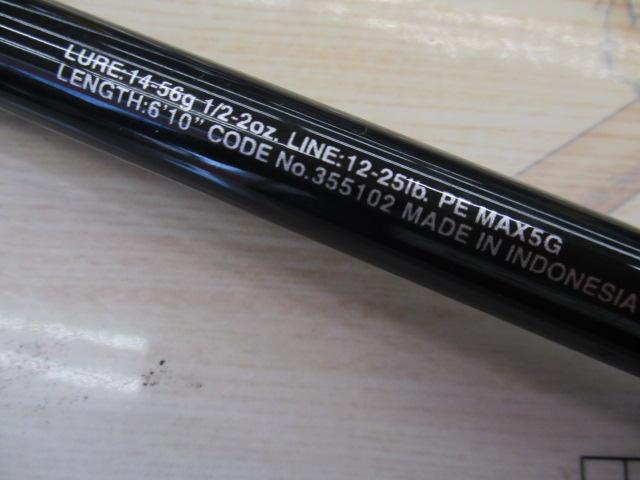 LURE:14-56g 1/2-2oz. LINE:12-25lb. PE MAX5G
LENGTH:6'10" CODE No.355102 MADE IN INDONESIA